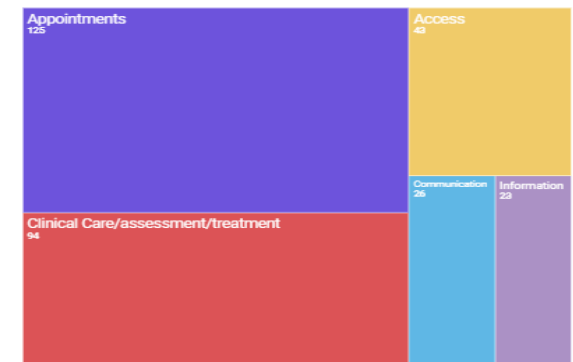 Appointments
125
Access
43
Communication
26
Information
23
Clinical Care/assessment/treatment
94